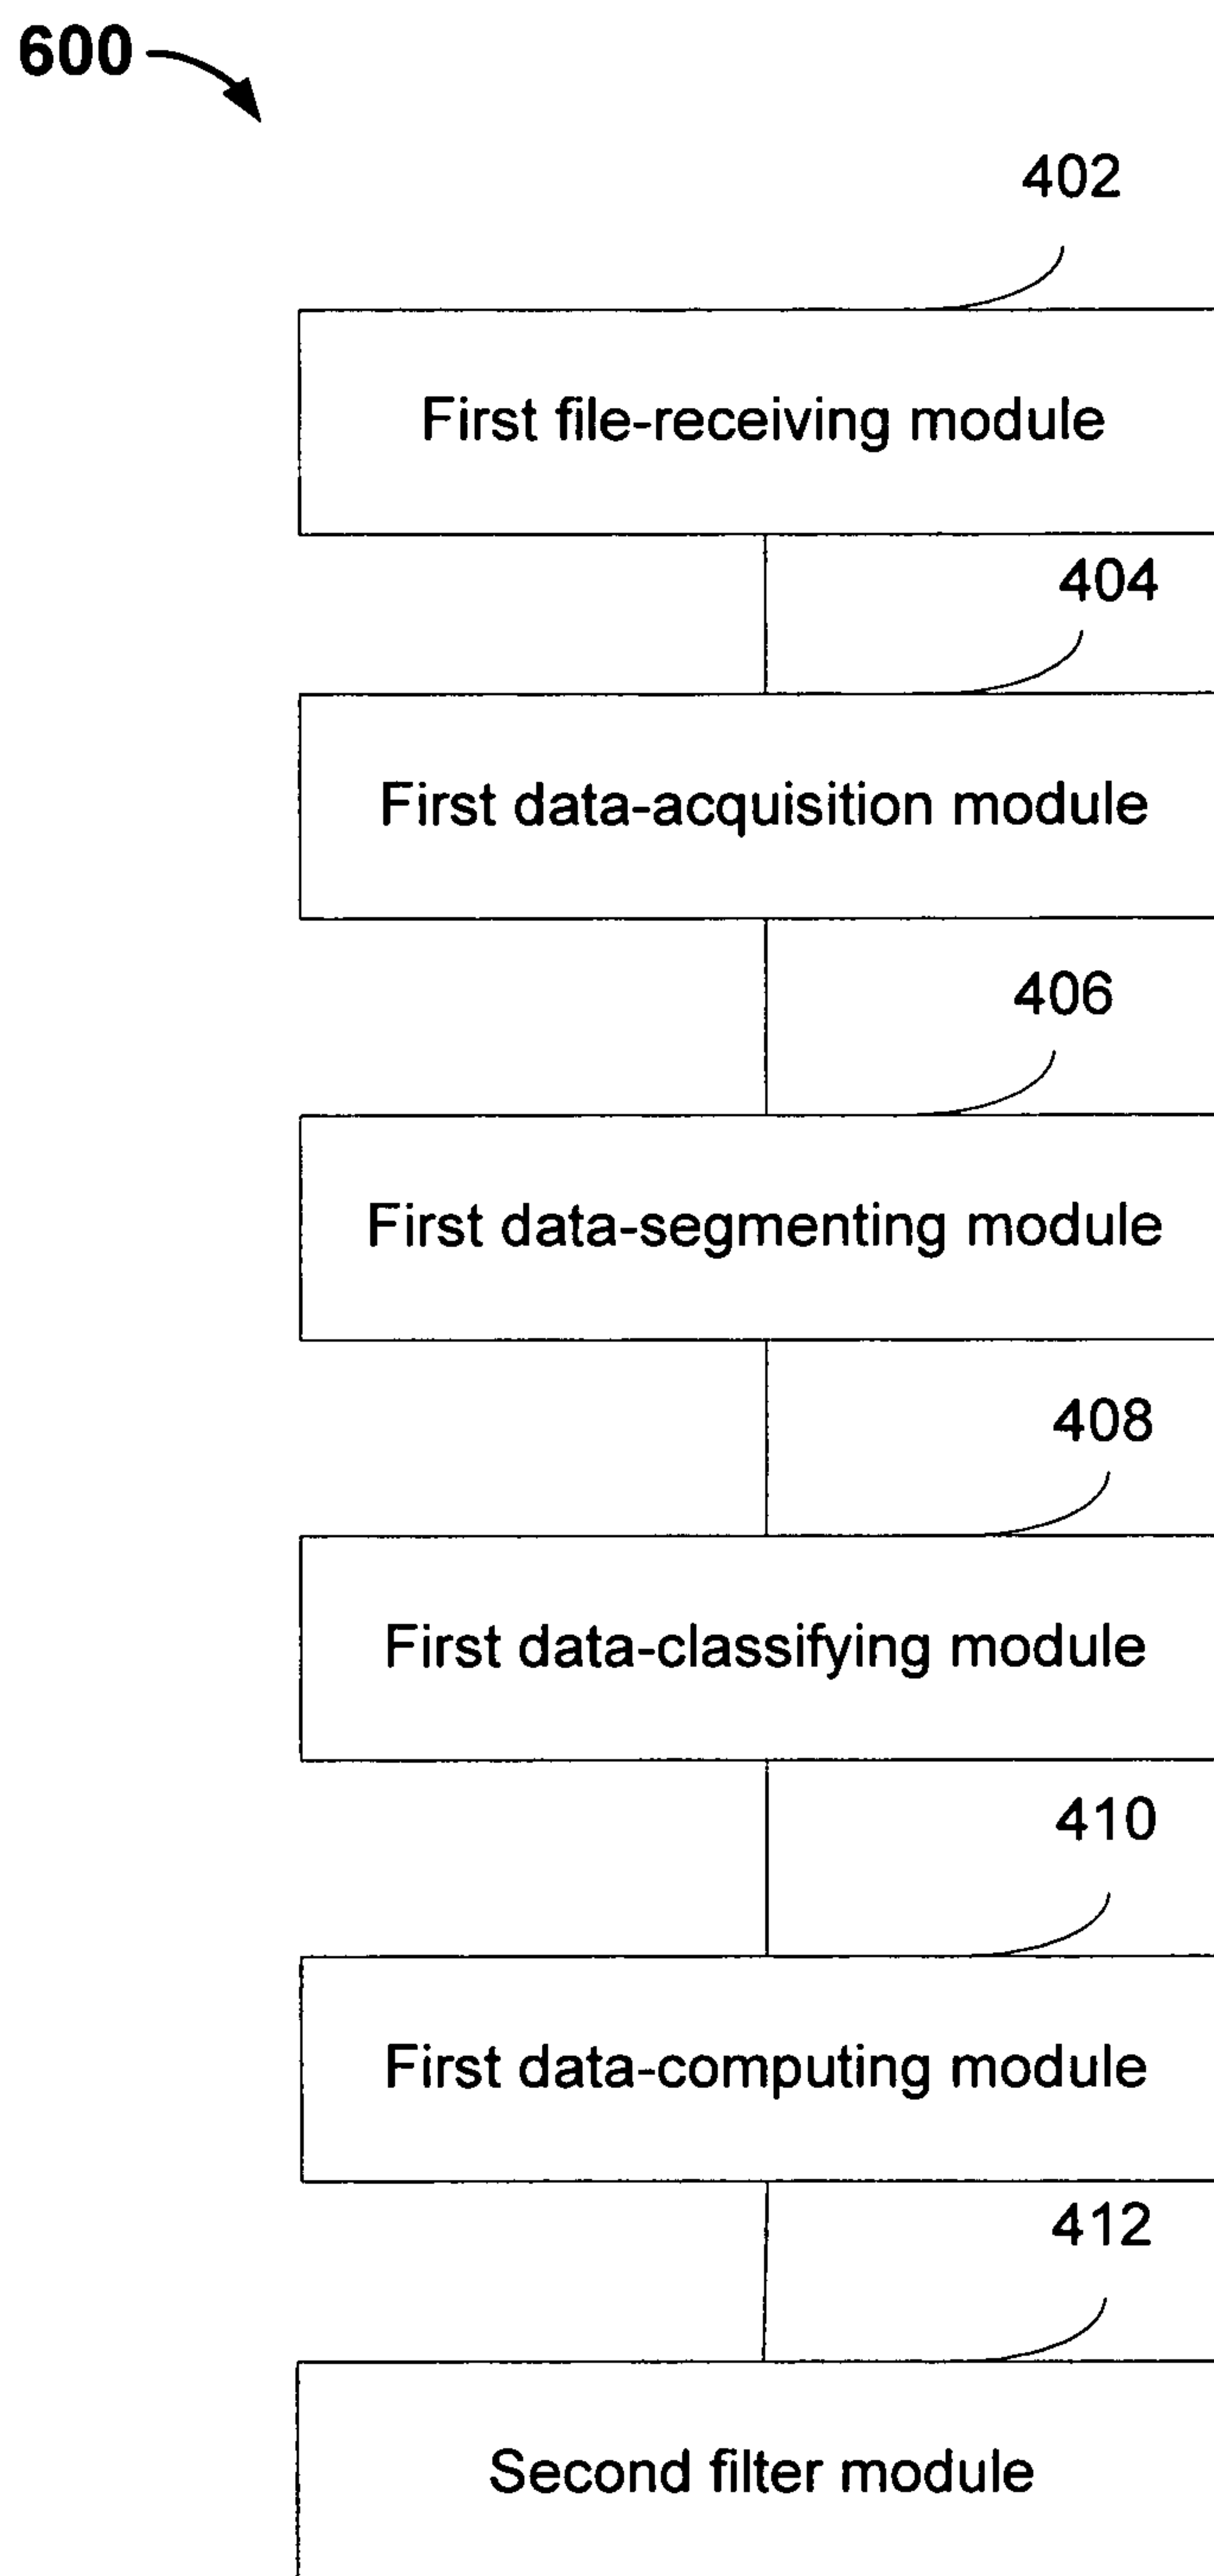 600
402
First file-receiving module
404
First data-acquisition module
406
First data-segmenting module
408
First data-classifying module
410
First data-computing module
412
Second filter module